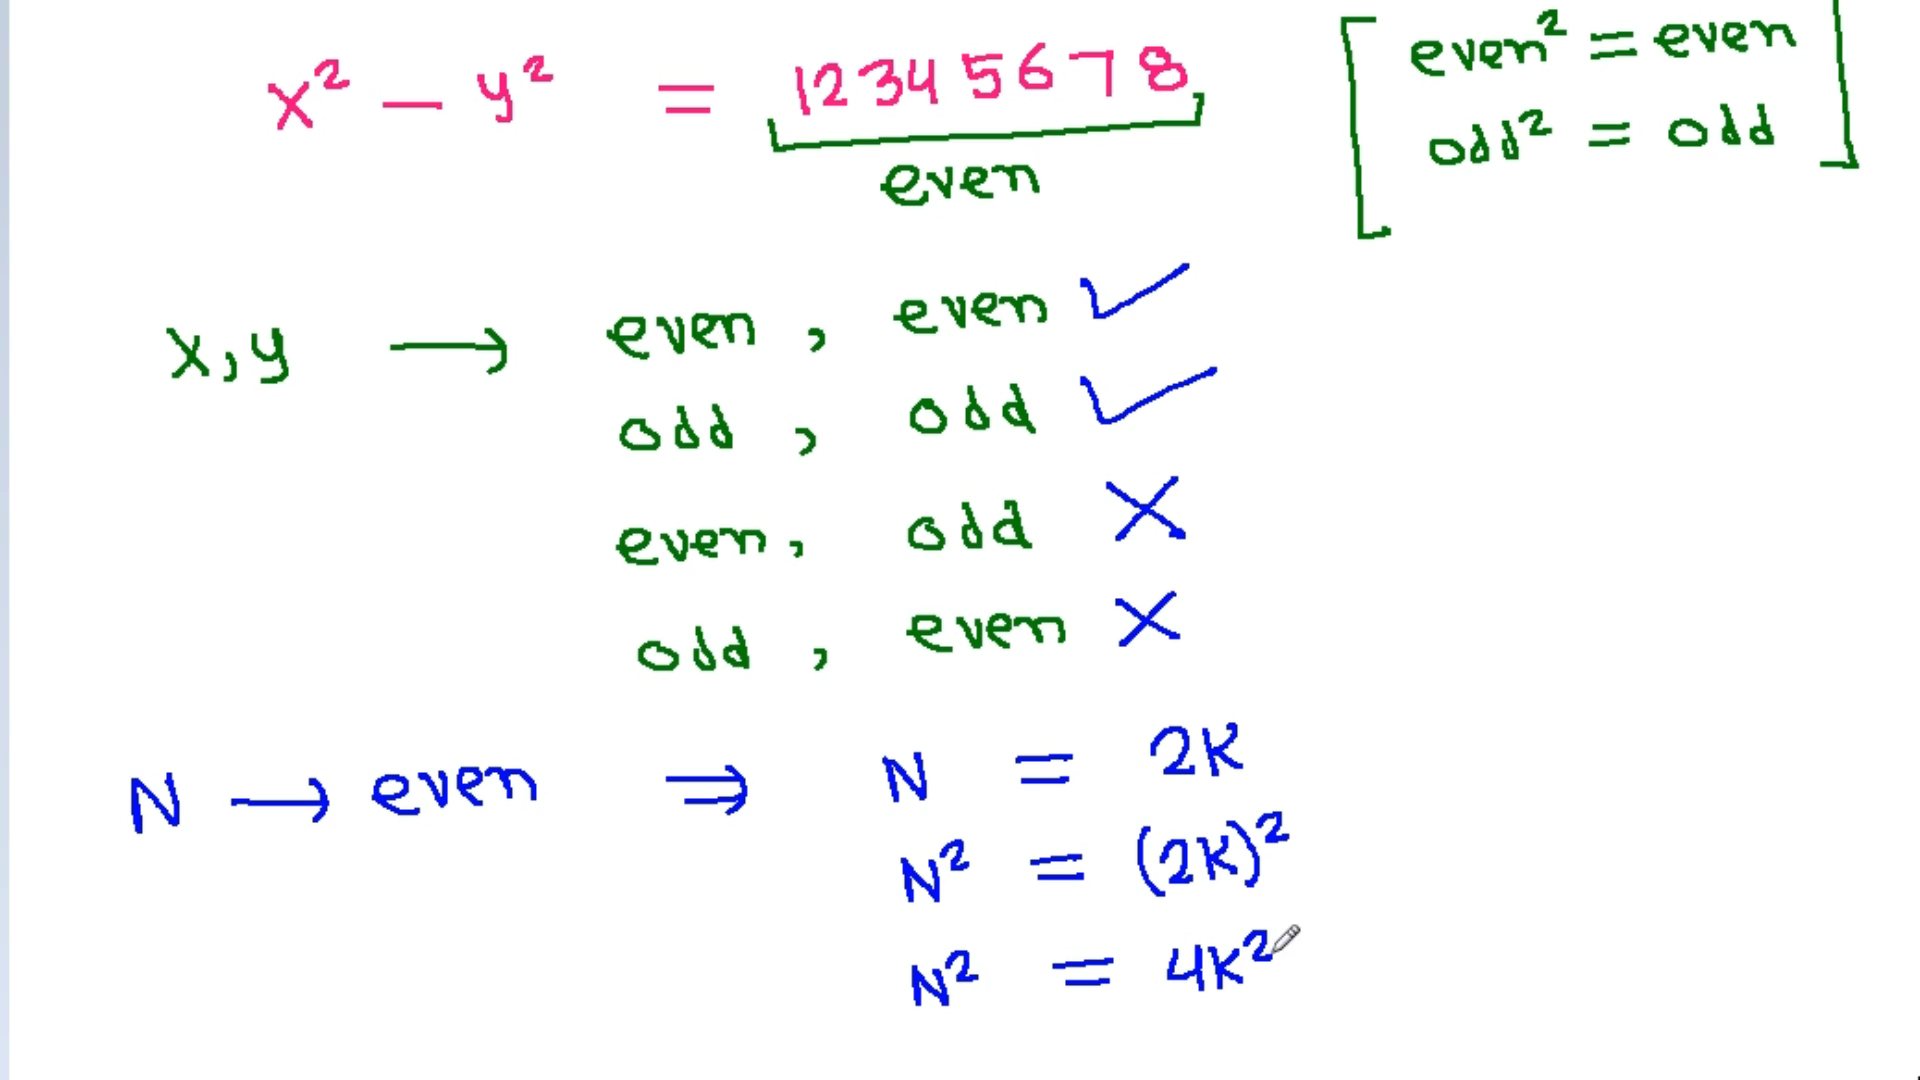 x² − y² = 12345678
even
[ even² = even
odd² = odd ]
x, y → even, even ✓
odd, odd ✓
even, odd ✗
odd, even ✗
N → even ⇒ N = 2K
N² = (2K)²
N² = 4K²